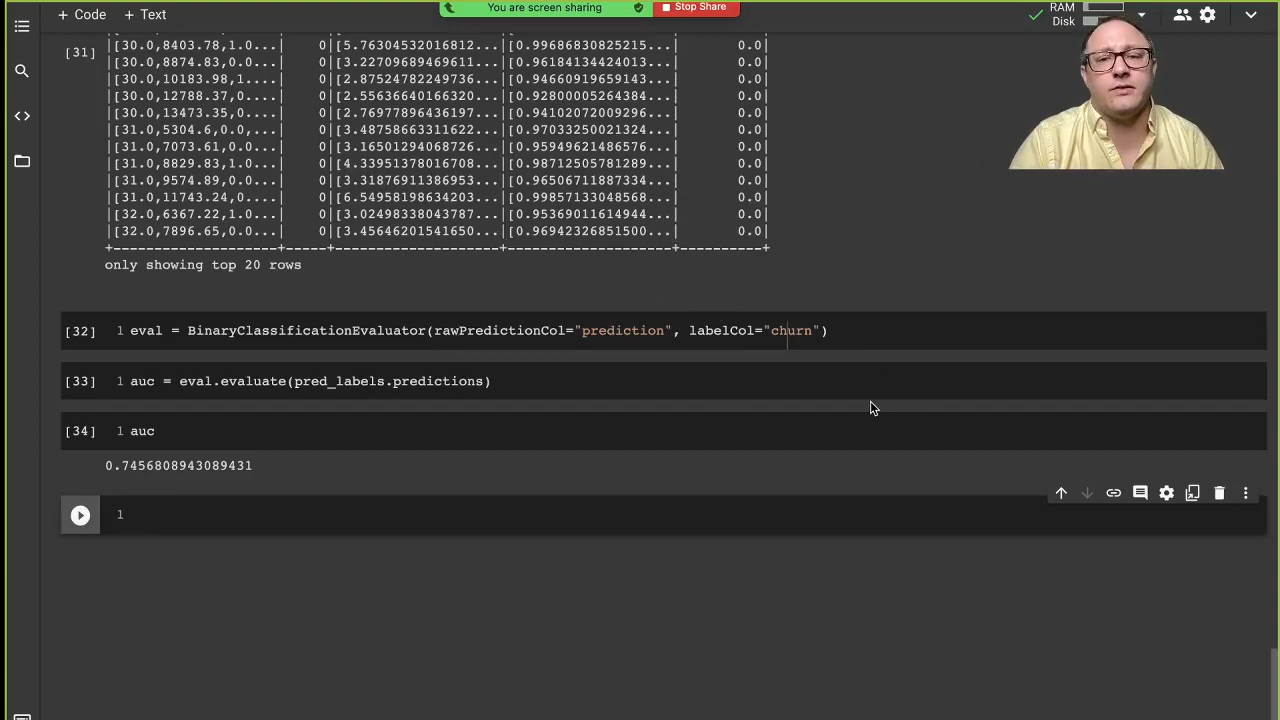 + Code + Text
You are screen sharing
Stop Share
RAM
Disk
[31]
|[30.0,8403.78,1.0...| 0|[5.76304532016812...|[0.99686830825215...| 0.0|
|[30.0,8874.83,0.0...| 0|[3.22709679469611...|[0.96184134424013...| 0.0|
|[30.0,10183.98,1....| 0|[2.87524782249736...|[0.94660919659143...| 0.0|
|[30.0,12788.37,0....| 0|[2.55636640166320...|[0.92800005264384...| 0.0|
|[30.0,13473.35,0....| 0|[2.76977896436197...|[0.94102072009296...| 0.0|
|[31.0,5304.6,0.0,...| 0|[3.48758663311622...|[0.97033250021324...| 0.0|
|[31.0,7073.61,0.0...| 0|[3.16501294068726...|[0.95949621486576...| 0.0|
|[31.0,8829.83,1.0...| 0|[4.33951378016708...|[0.98712505781289...| 0.0|
|[31.0,9574.89,0.0...| 0|[3.31876911386953...|[0.96506711887334...| 0.0|
|[31.0,11743.24,0....| 0|[6.54958198634203...|[0.99857133048568...| 0.0|
|[32.0,6367.22,1.0...| 0|[3.02498338043787...|[0.95369011614944...| 0.0|
|[32.0,7896.65,0.0...| 0|[3.45646201541650...|[0.96942326851500...| 0.0|
+--------------------+-----+--------------------+--------------------+----------+
only showing top 20 rows
[32] 1 eval = BinaryClassificationEvaluator(rawPredictionCol="prediction", labelCol="churn")
[33] 1 auc = eval.evaluate(pred_labels.predictions)
[34] 1 auc
0.7456808943089431
1